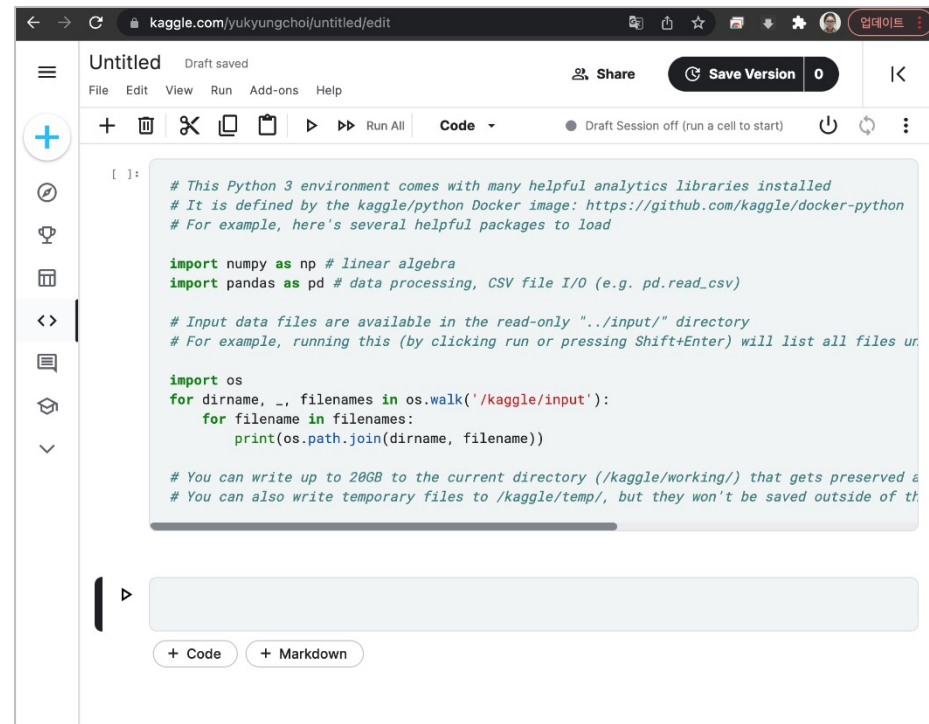 kaggle.com/yukyungchoi/untitled/edit
업데이트
Untitled Draft saved
File Edit View Run Add-ons Help
Share
Save Version 0
Run All
Code
Draft Session off (run a cell to start)
[ ]:
# This Python 3 environment comes with many helpful analytics libraries installed
# It is defined by the kaggle/python Docker image: https://github.com/kaggle/docker-python
# For example, here's several helpful packages to load
import numpy as np # linear algebra
import pandas as pd # data processing, CSV file I/O (e.g. pd.read_csv)
# Input data files are available in the read-only "../input/" directory
# For example, running this (by clicking run or pressing Shift+Enter) will list all files
import os
for dirname, _, filenames in os.walk('/kaggle/input'):
    for filename in filenames:
        print(os.path.join(dirname, filename))
# You can write up to 20GB to the current directory (/kaggle/working/) that gets preserved
# You can also write temporary files to /kaggle/temp/, but they won't be saved outside of
+ Code
+ Markdown